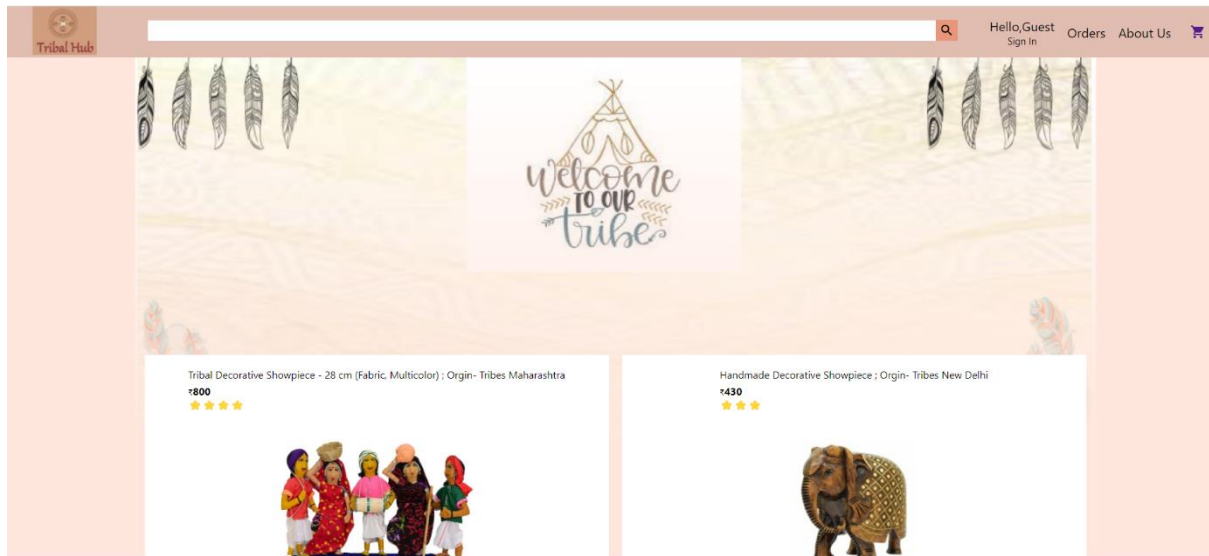 Tribal Hub
Hello,Guest
Sign In
Orders
About Us
Welcome
TO OUR
tribe
Tribal Decorative Showpiece - 28 cm (Fabric, Multicolor) ; Orgin- Tribes Maharashtra
₹800
Handmade Decorative Showpiece ; Orgin- Tribes New Delhi
₹430